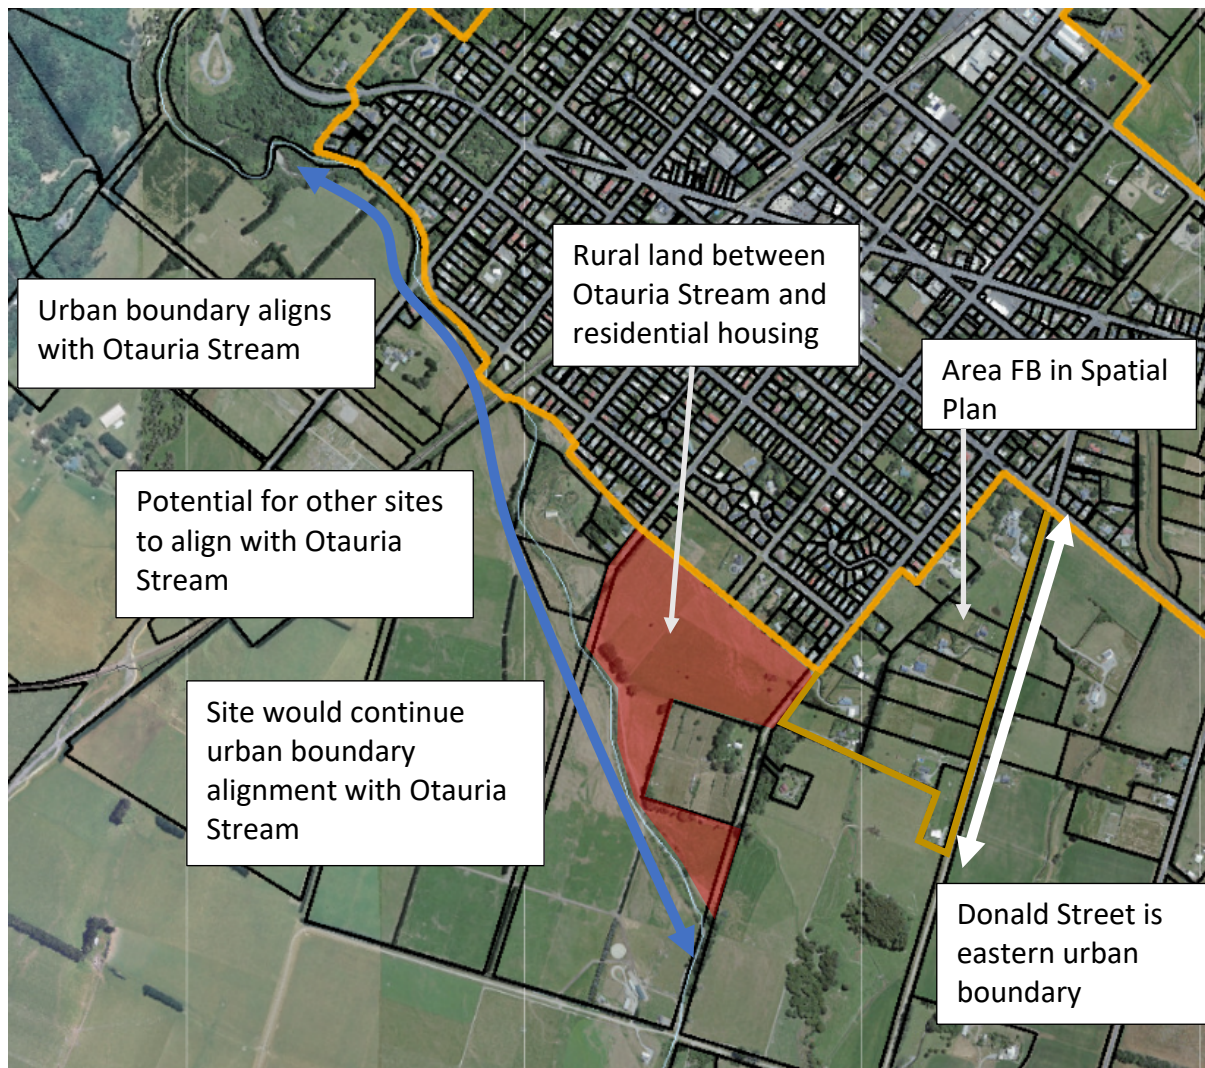 Rural land between
Otauria Stream and
residential housing
Urban boundary aligns
with Otauria Stream
Area FB in Spatial
Plan
Potential for other sites
to align with Otauria
Stream
Site would continue
urban boundary
alignment with Otauria
Stream
Donald Street is
eastern urban
boundary